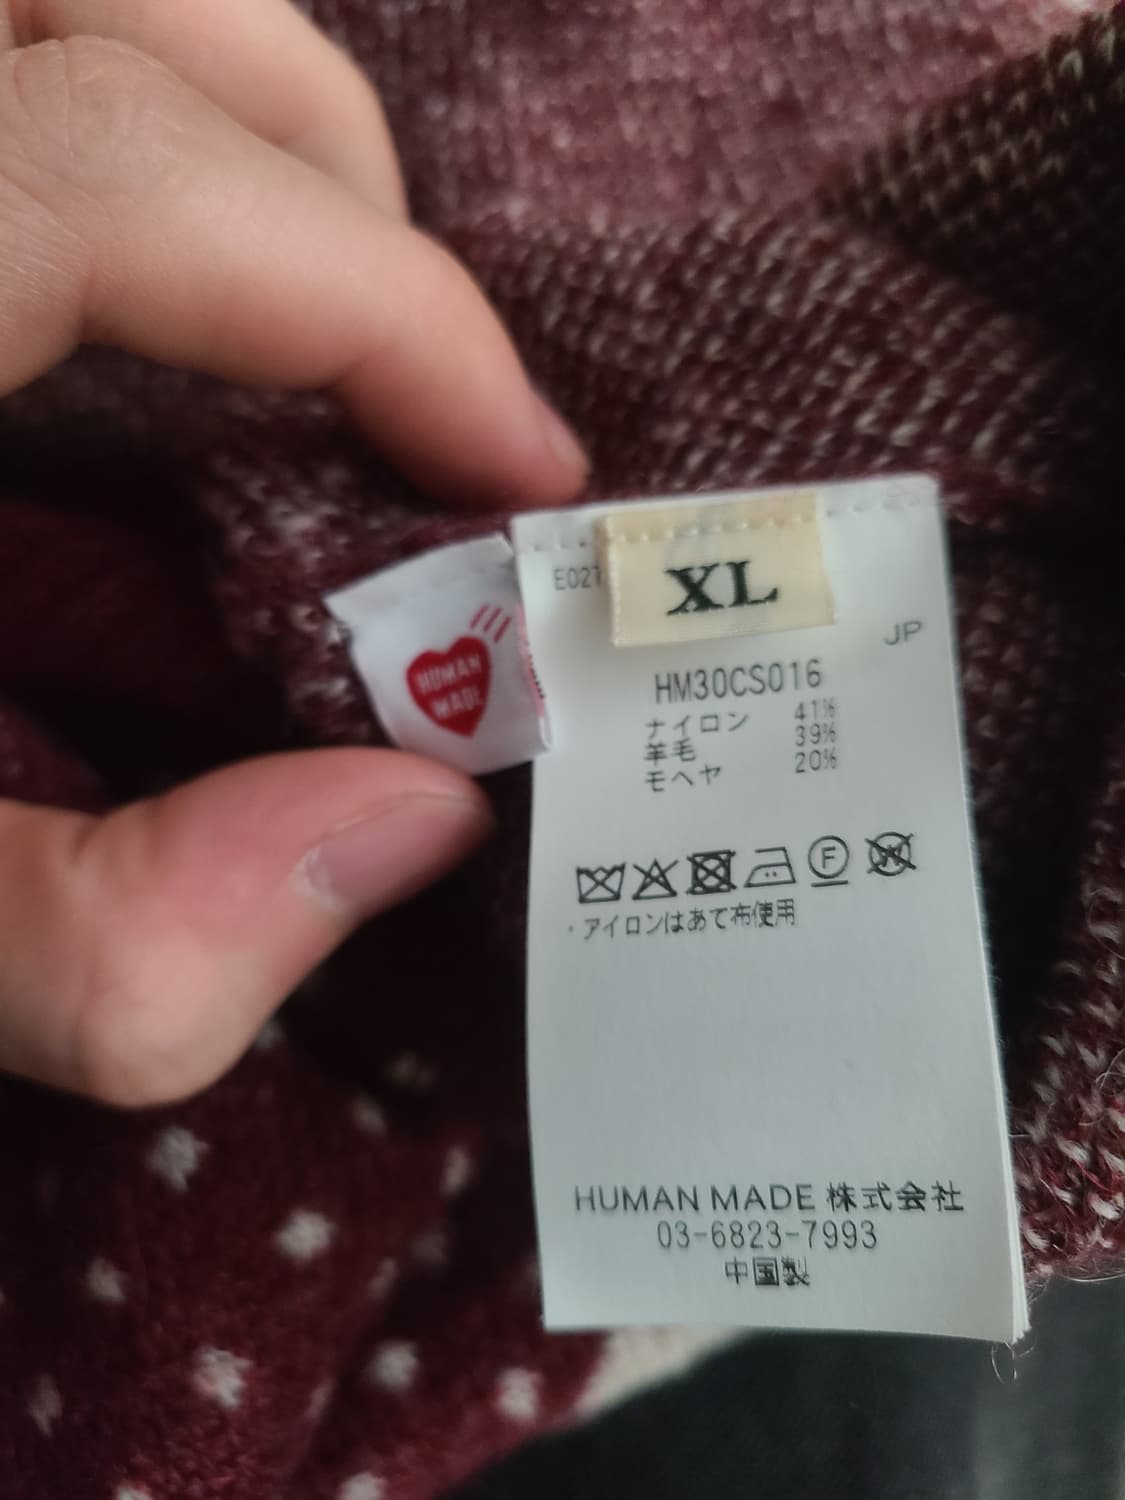 HUMAN
MADE
E021
XL
JP
HM30CS016
ナイロン 41%
羊毛 39%
モヘヤ 20%
F
W
・アイロンはあて布使用
HUMAN MADE 株式会社
03-6823-7993
中国製